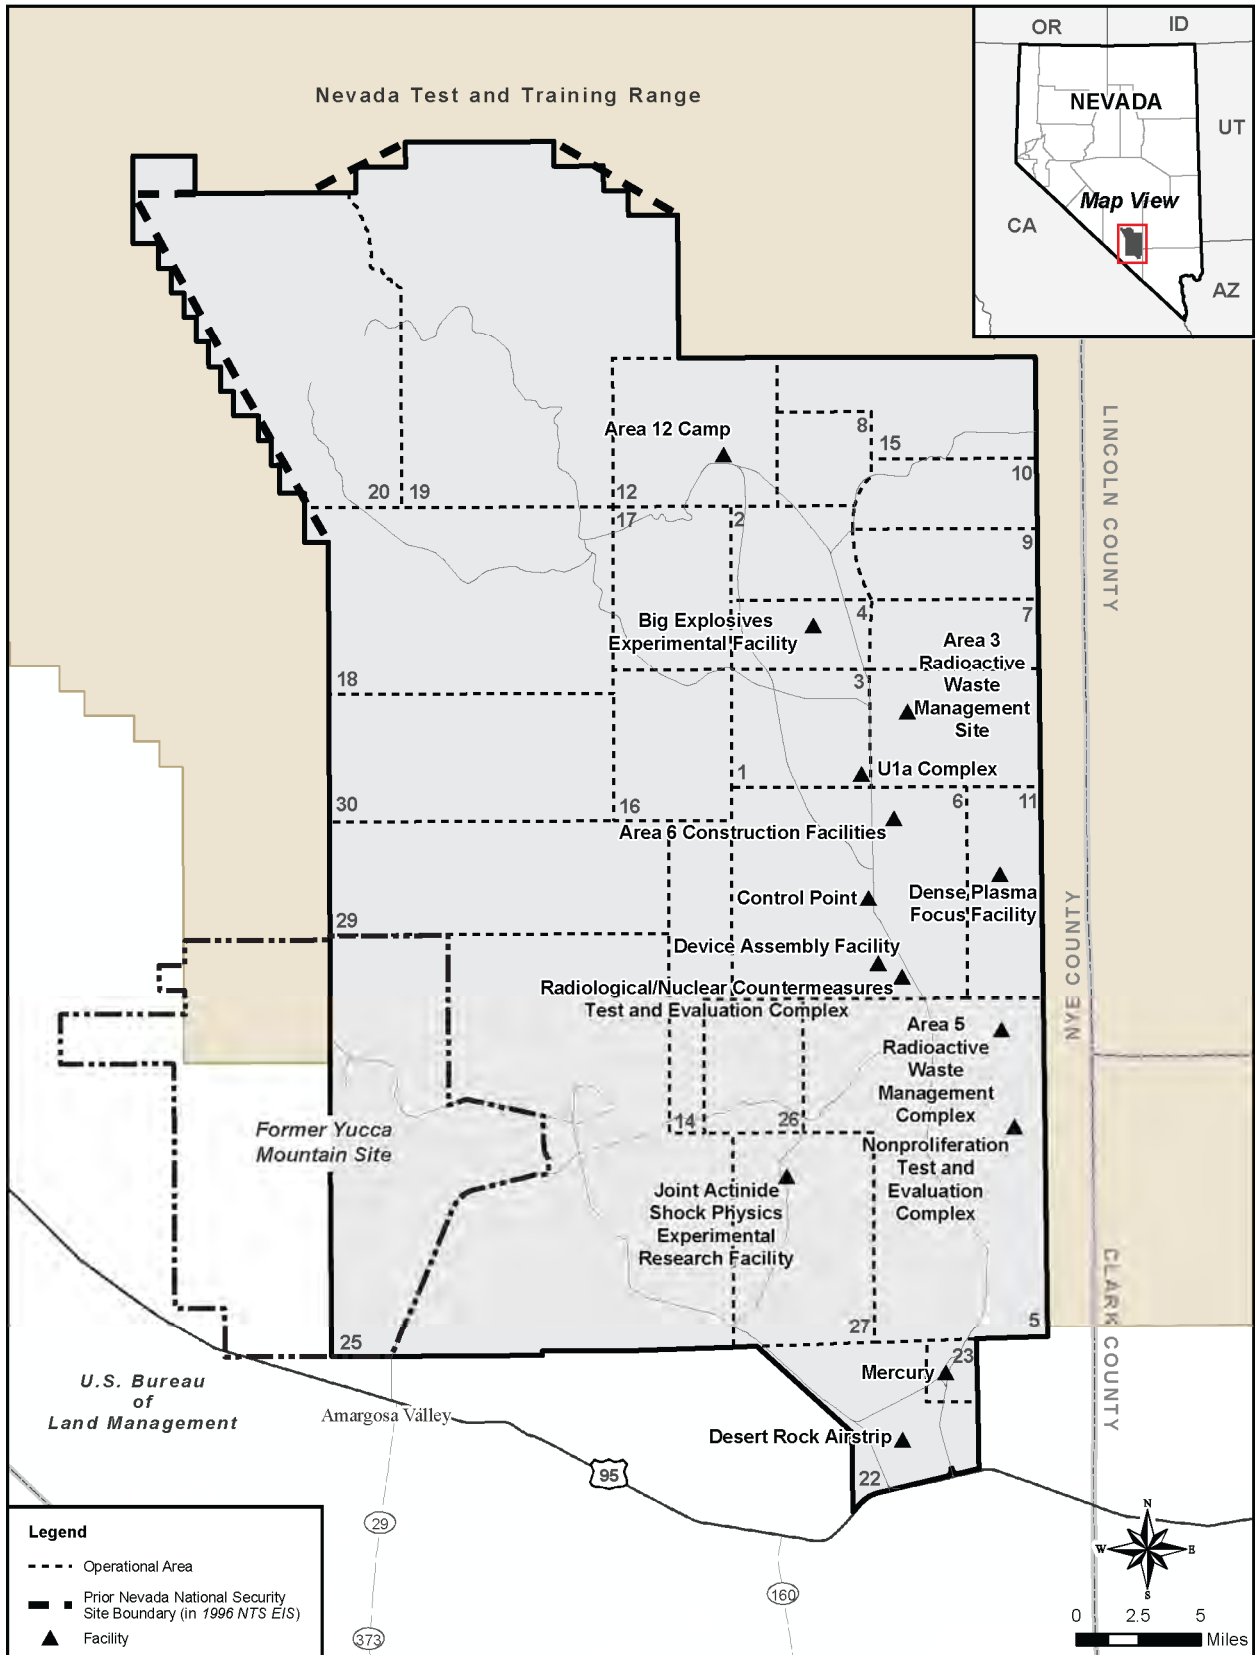 OR
ID
NEVADA
UT
Map View
CA
AZ
Nevada Test and Training Range
LINCOLN COUNTY
Area 12 Camp
8
15
10
20
19
12
17
2
9
4
7
Big Explosives
Experimental Facility
Area 3
Radioactive
Waste
Management
Site
18
3
1
U1a Complex
30
16
6
11
Area 6 Construction Facilities
Control Point
Dense Plasma
Focus Facility
29
Device Assembly Facility
Radiological/Nuclear Countermeasures
Test and Evaluation Complex
NYE COUNTY
Area 5
Radioactive
Waste
Management
Complex
14
26
Former Yucca
Mountain Site
Nonproliferation
Test and
Evaluation
Complex
Joint Actinide
Shock Physics
Experimental
Research Facility
CLARK COUNTY
25
27
5
23
Mercury
U.S. Bureau
of
Land Management
Amargosa Valley
Desert Rock Airstrip
22
95
29
160
373
Legend
Operational Area
Prior Nevada National Security
Site Boundary (in 1996 NTS EIS)
Facility
N
W
E
S
0 2.5 5
Miles